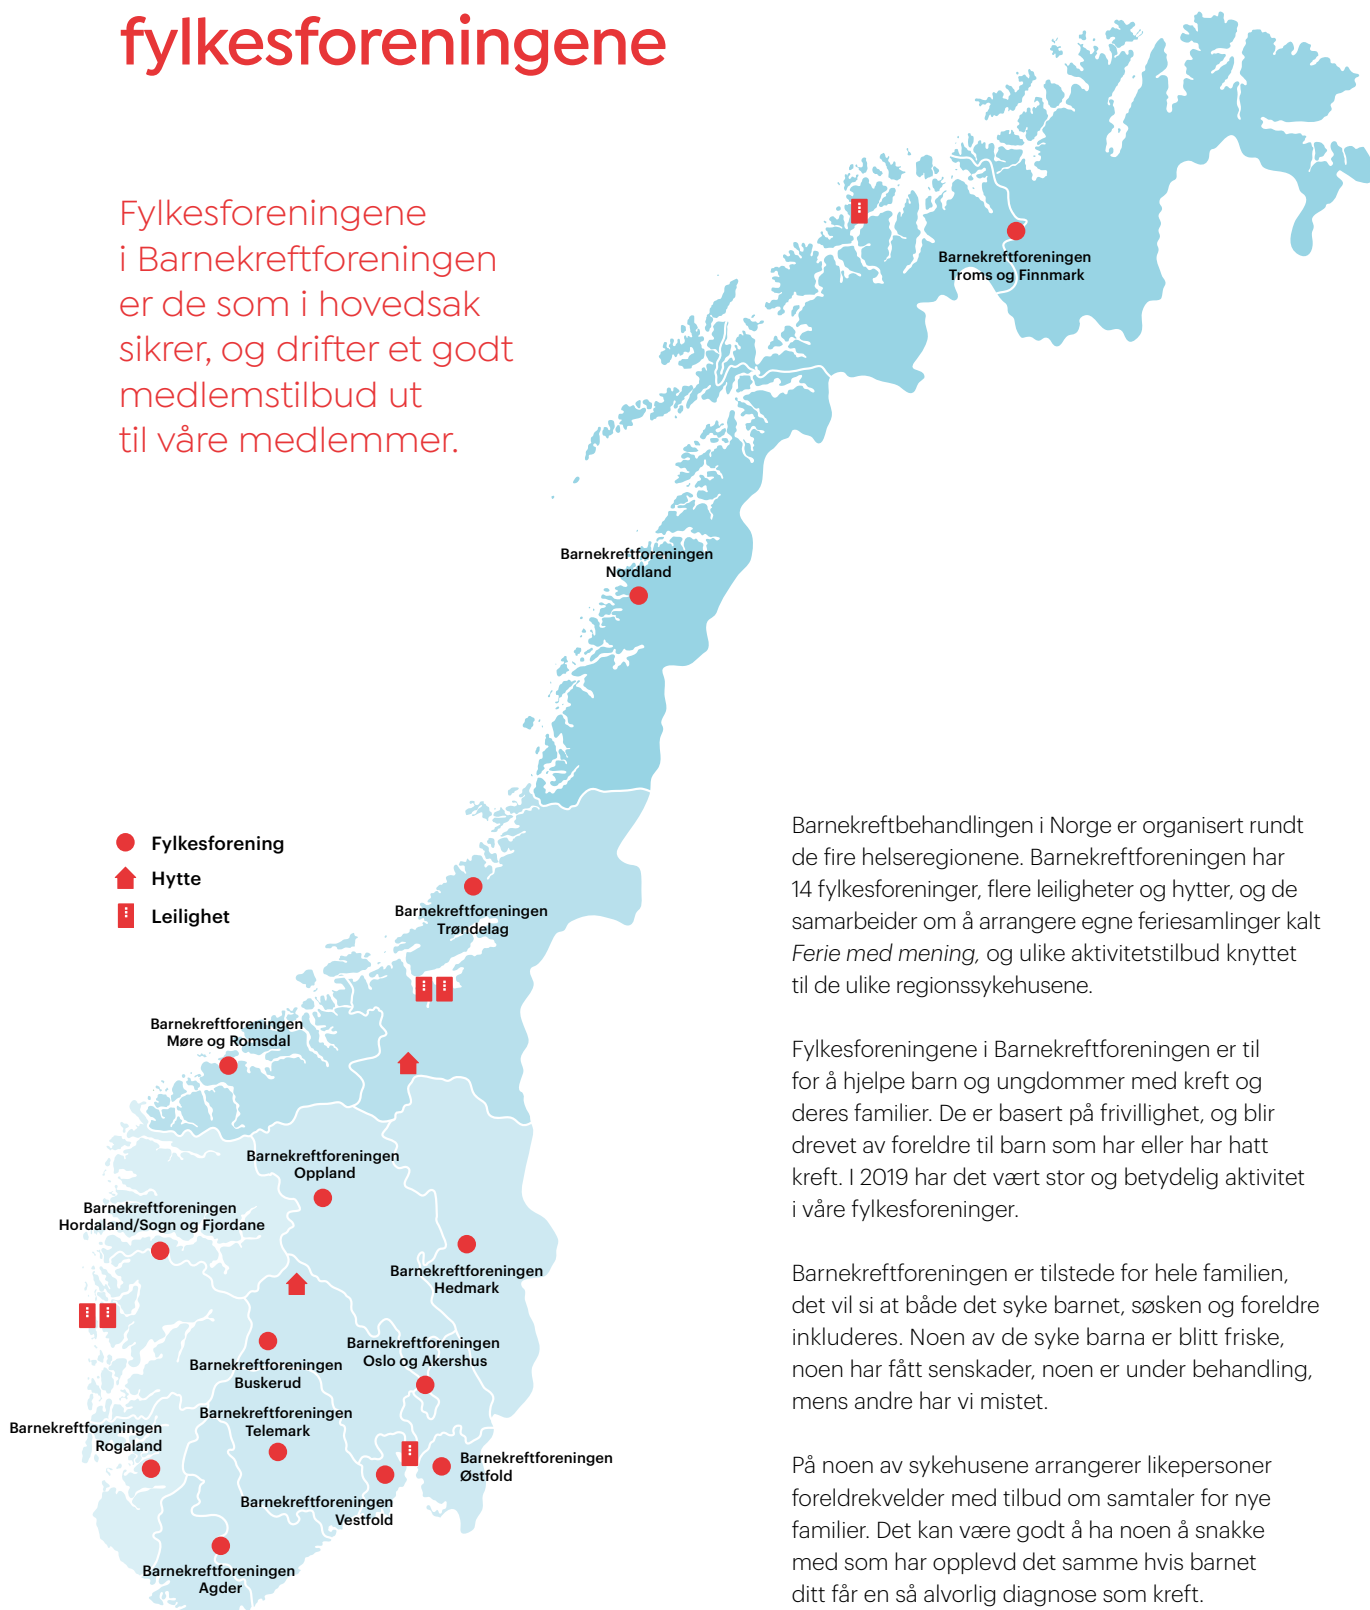 fylkesforeningene
Fylkesforeningene
i Barnekreftforeningen
er de som i hovedsak
sikrer, og drifter et godt
medlemstilbud ut
til våre medlemmer.
Barnekreftforeningen
Troms og Finnmark
Barnekreftforeningen
Nordland
Fylkesforening
Hytte
Leilighet
Barnekreftforeningen
Trøndelag
Barnekreftforeningen
Møre og Romsdal
Barnekreftforeningen
Oppland
Barnekreftforeningen
Hordaland/Sogn og Fjordane
Barnekreftforeningen
Hedmark
Barnekreftforeningen
Oslo og Akershus
Barnekreftforeningen
Buskerud
Barnekreftforeningen
Telemark
Barnekreftforeningen
Rogaland
Barnekreftforeningen
Østfold
Barnekreftforeningen
Vestfold
Barnekreftforeningen
Agder
Barnekreftbehandlingen i Norge er organisert rundt
de fire helseregionene. Barnekreftforeningen har
14 fylkesforeninger, flere leiligheter og hytter, og de
samarbeider om å arrangere egne feriesamlinger kalt
Ferie med mening, og ulike aktivitetstilbud knyttet
til de ulike regionssykehusene.
Fylkesforeningene i Barnekreftforeningen er til
for å hjelpe barn og ungdommer med kreft og
deres familier. De er basert på frivillighet, og blir
drevet av foreldre til barn som har eller har hatt
kreft. I 2019 har det vært stor og betydelig aktivitet
i våre fylkesforeninger.
Barnekreftforeningen er tilstede for hele familien,
det vil si at både det syke barnet, søsken og foreldre
inkluderes. Noen av de syke barna er blitt friske,
noen har fått senskader, noen er under behandling,
mens andre har vi mistet.
På noen av sykehusene arrangerer likepersoner
foreldrekvelder med tilbud om samtaler for nye
familier. Det kan være godt å ha noen å snakke
med som har opplevd det samme hvis barnet
ditt får en så alvorlig diagnose som kreft.